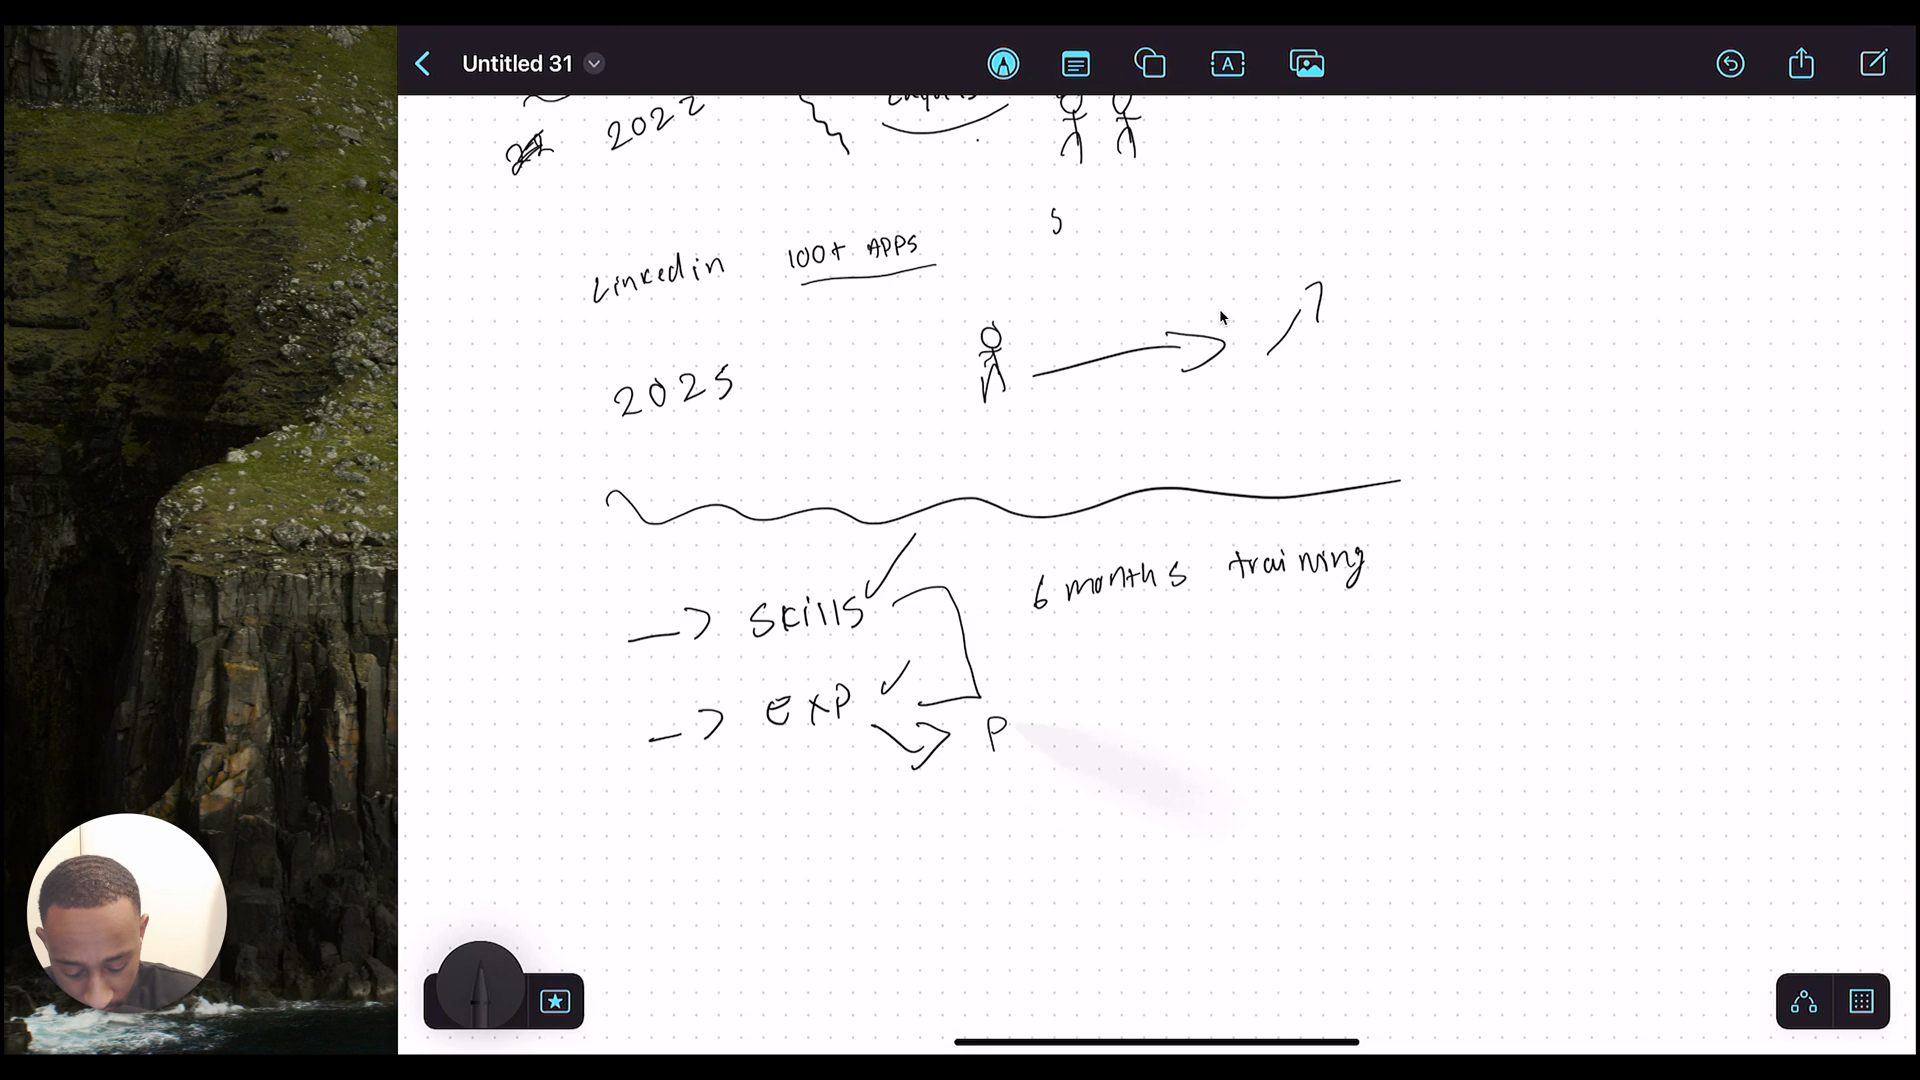 Untitled 31
A
2022
Linkedin 100+ APPS
S
2025
6 months training
-> Skills
-> exp
P